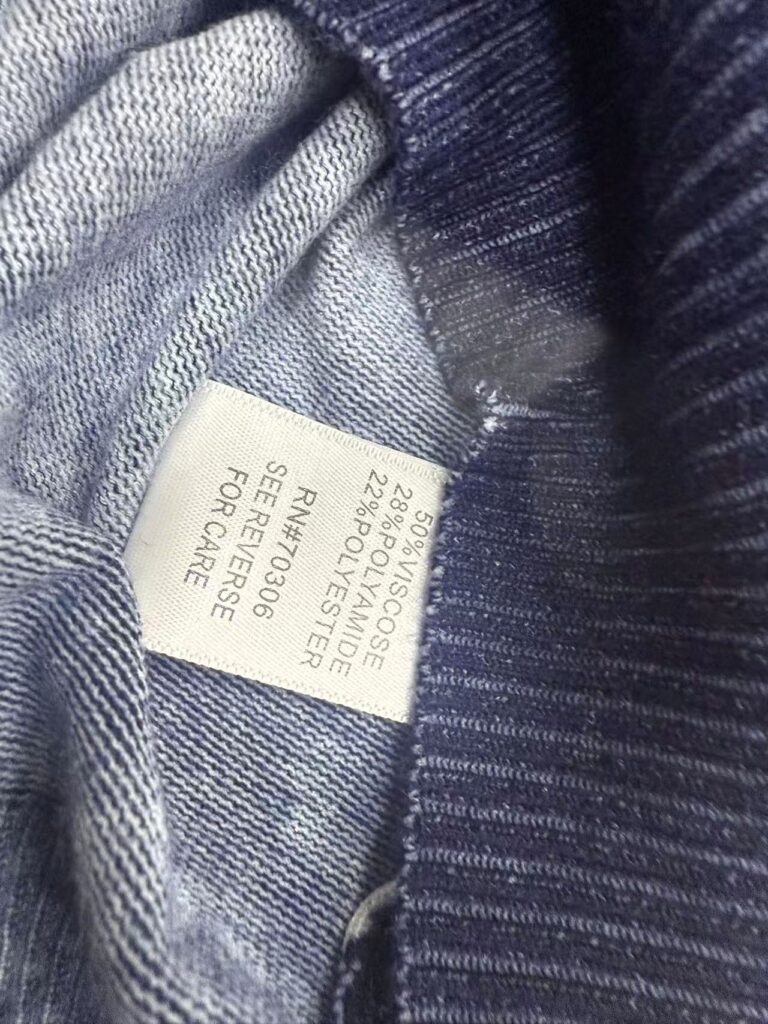 50%VISCOSE
28%POLYAMIDE
22%POLYESTER
RN#70306
SEE REVERSE
FOR CARE